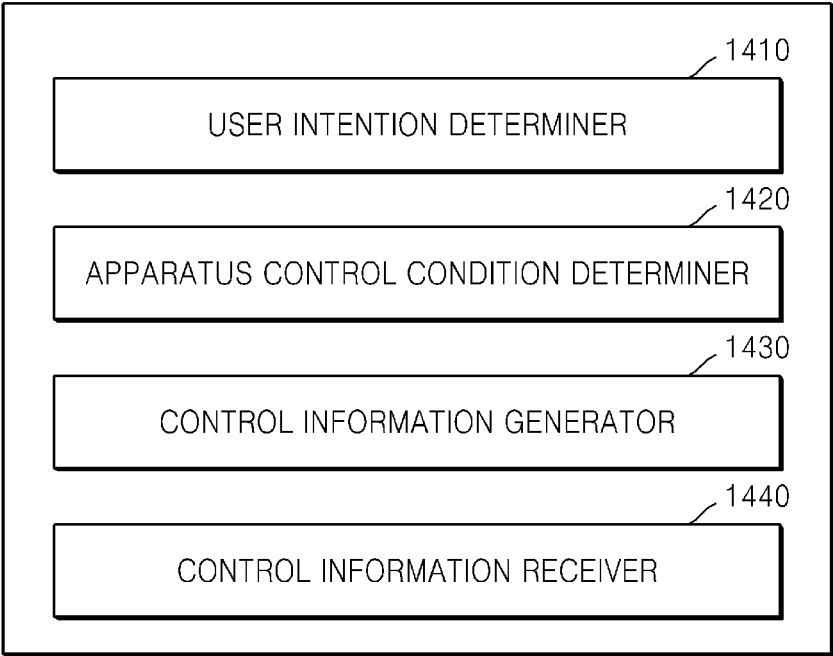 1410
USER INTENTION DETERMINER
1420
APPARATUS CONTROL CONDITION DETERMINER
1430
CONTROL INFORMATION GENERATOR
1440
CONTROL INFORMATION RECEIVER